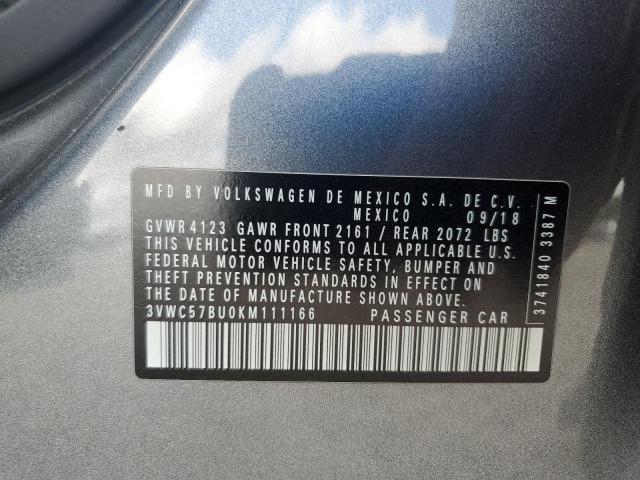 MFD BY VOLKSWAGEN DE MEXICO S.A. DE C.V.
MEXICO 09/18
GVWR 4123 GAWR FRONT 2161 / REAR 2072 LBS
THIS VEHICLE CONFORMS TO ALL APPLICABLE U.S.
FEDERAL MOTOR VEHICLE SAFETY, BUMPER AND
THEFT PREVENTION STANDARDS IN EFFECT ON THE
DATE OF MANUFACTURE SHOWN ABOVE.
3VWC57BU0KM111166 PASSENGER CAR
3741840 3387 M